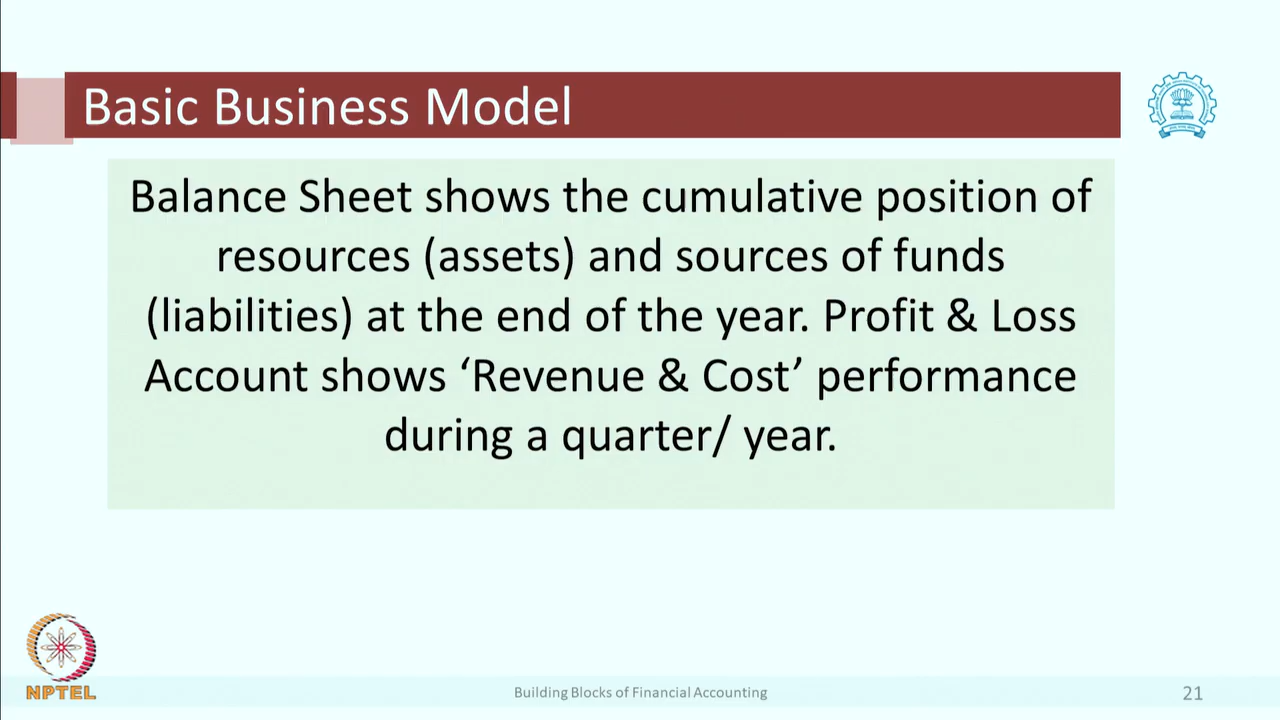 Basic Business Model
Balance Sheet shows the cumulative position of
resources (assets) and sources of funds
(liabilities) at the end of the year. Profit & Loss
Account shows ‘Revenue & Cost’ performance
during a quarter/ year.
NPTEL
Building Blocks of Financial Accounting
21